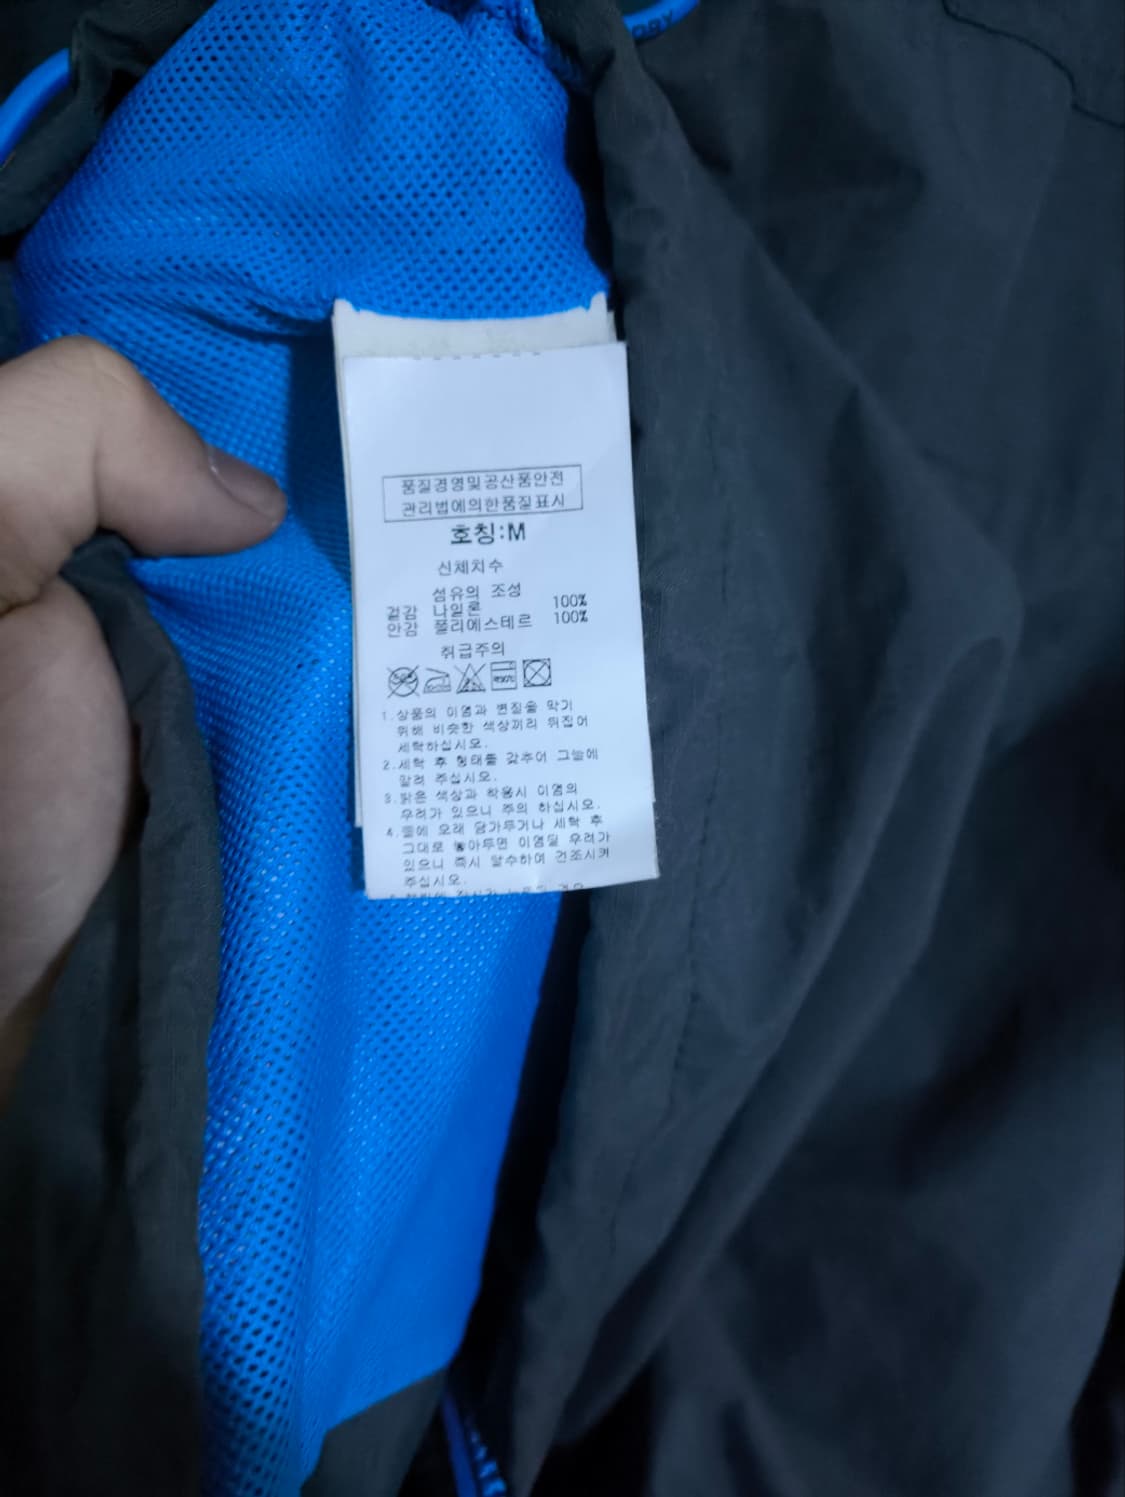 품질경영및공산품안전
관리법에의한품질표시
호칭:M
신체치수
섬유의 조성
겉감 나일론 100%
안감 폴리에스테르 100%
취급주의
1.상품의 이염과 변질을 막기
위해 비슷한 색상끼리 뒤집어
세탁하십시오.
2.세탁 후 형태를 갖추어 그늘에
말려 주십시오.
3.밝은 색상과 착용시 이염의
우려가 있으니 주의 하십시오.
4.물에 오래 담가두거나 세탁 후
그대로 놓아두면 이염될 우려가
있으니 즉시 탈수하여 건조시켜
주십시오.